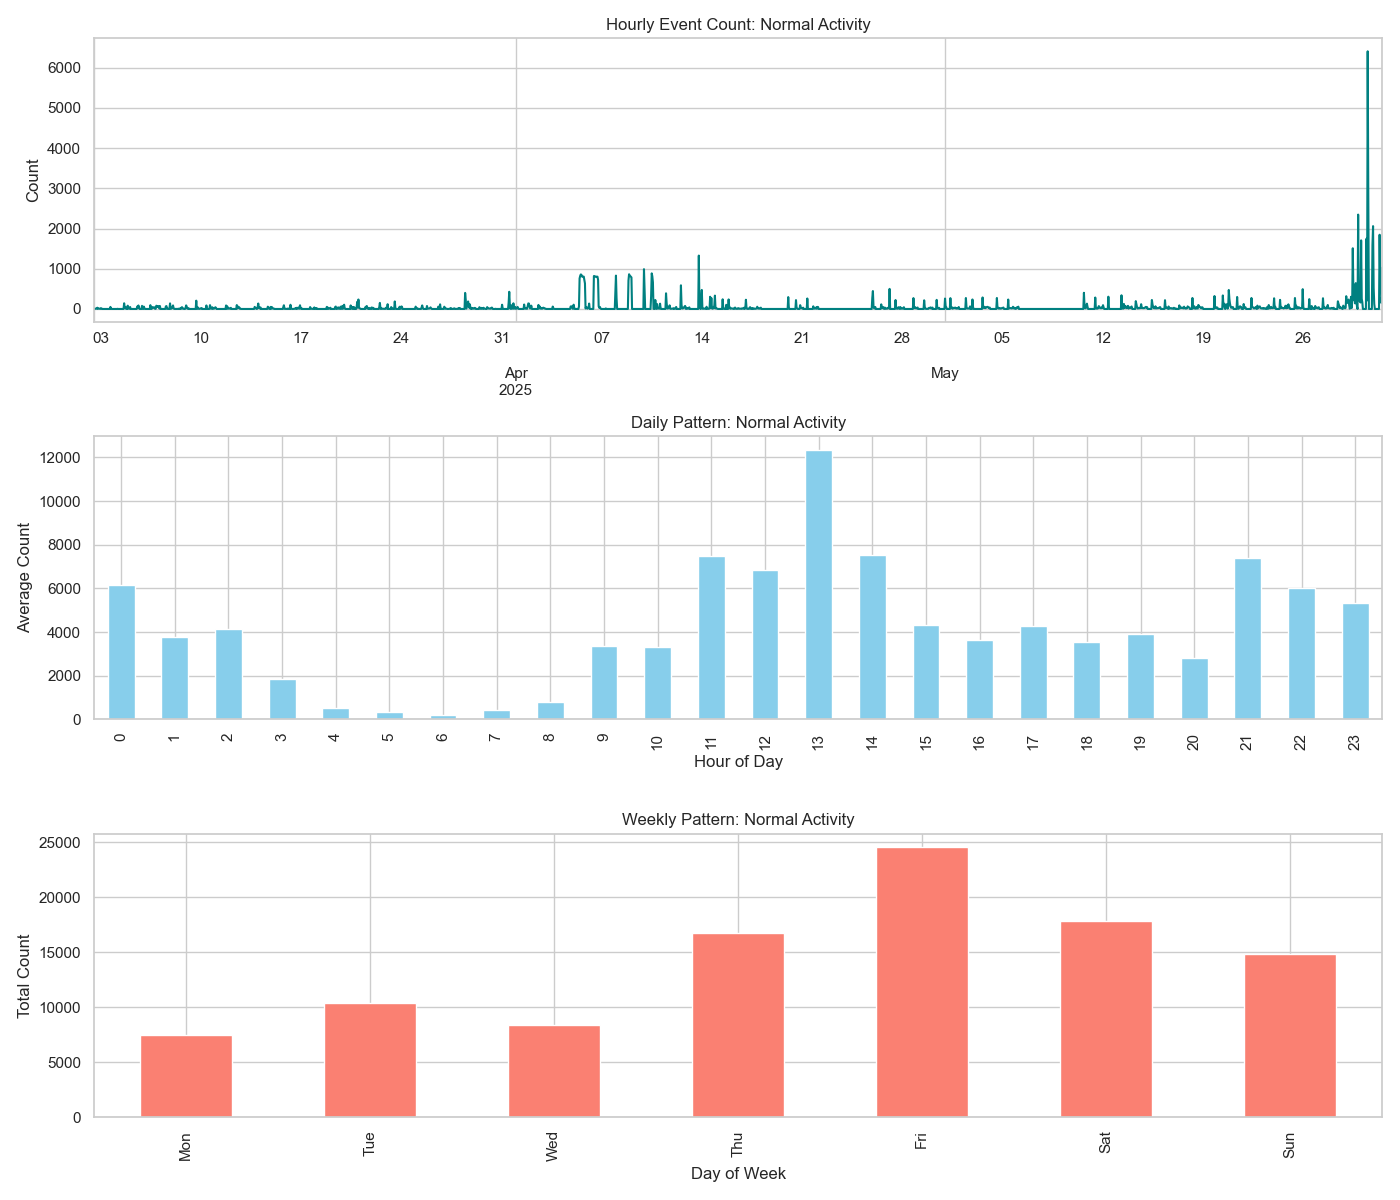 Hourly Event Count: Normal Activity
6000
5000
4000
3000
2000
1000
0
Count
03 10 17 24 31 07 14 21 28 05 12 19 26
Apr May
2025
Daily Pattern: Normal Activity
12000
10000
8000
6000
4000
2000
0
Average Count
0 1 2 3 4 5 6 7 8 9 10 11 12 13 14 15 16 17 18 19 20 21 22 23
Hour of Day
Weekly Pattern: Normal Activity
25000
20000
15000
10000
5000
0
Total Count
Mon Tue Wed Thu Fri Sat Sun
Day of Week